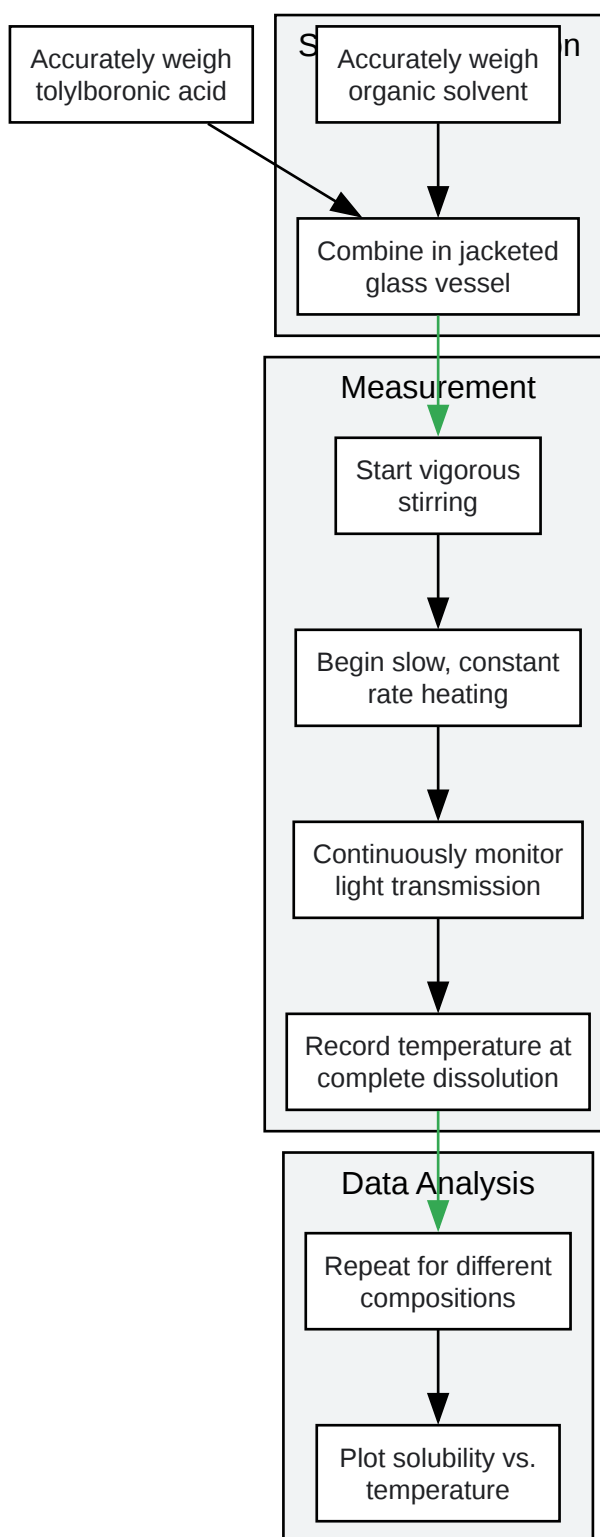 Accurately weigh
tolylboronic acid
Accurately weigh
organic solvent
Combine in jacketed
glass vessel
Measurement
Start vigorous
stirring
Begin slow, constant
rate heating
Continuously monitor
light transmission
Record temperature at
complete dissolution
Data Analysis
Repeat for different
compositions
Plot solubility vs.
temperature